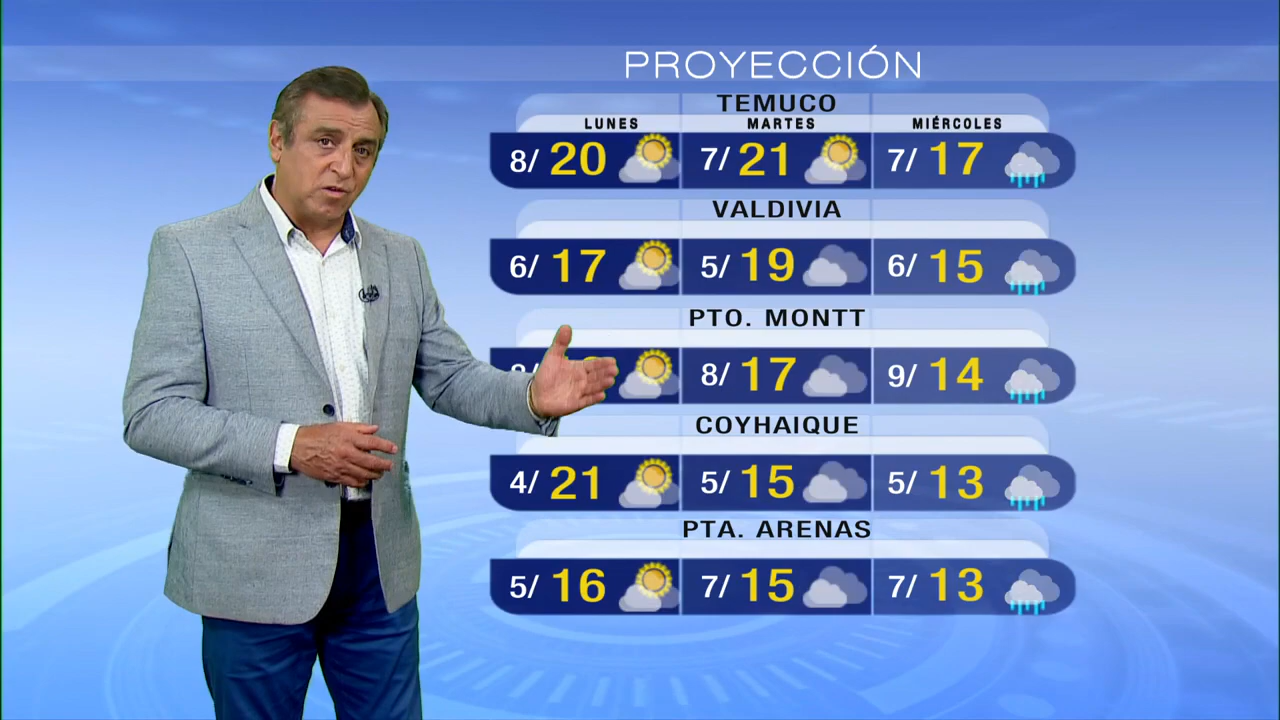 PROYECCIÓN
TEMUCO
LUNES MARTES MIÉRCOLES
8/ 20 7/ 21 7/ 17
VALDIVIA
6/ 17 5/ 19 6/ 15
PTO. MONTT
8/ 17 9/ 14
COYHAIQUE
4/ 21 5/ 15 5/ 13
PTA. ARENAS
5/ 16 7/ 15 7/ 13